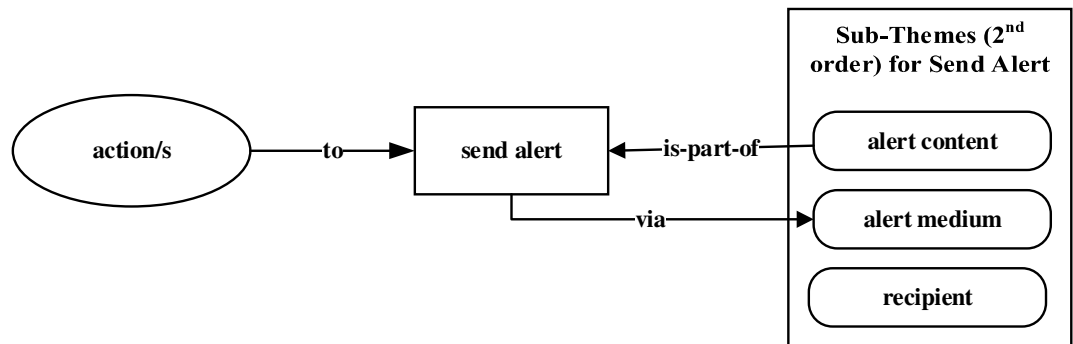 Sub-Themes (2nd
order) for Send Alert
action/s
to
send alert
is-part-of
alert content
via
alert medium
recipient